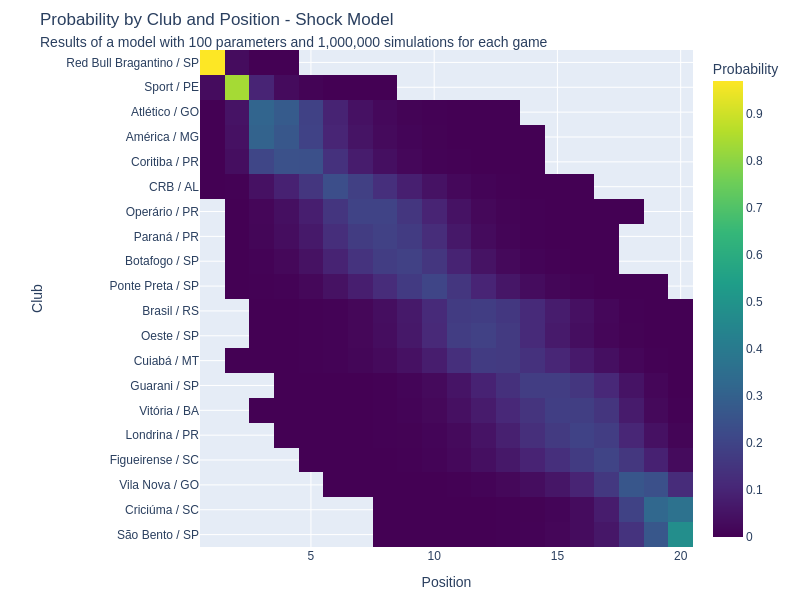 Probability by Club and Position - Shock Model
Results of a model with 100 parameters and 1,000,000 simulations for each game
Probability
Red Bull Bragantino / SP
Sport / PE
Atlético / GO
América / MG
Coritiba / PR
CRB / AL
Operário / PR
Paraná / PR
Botafogo / SP
Ponte Preta / SP
Brasil / RS
Oeste / SP
Cuiabá / MT
Guarani / SP
Vitória / BA
Londrina / PR
Figueirense / SC
Vila Nova / GO
Criciúma / SC
São Bento / SP
Club
5
10
15
20
Position
0.9
0.8
0.7
0.6
0.5
0.4
0.3
0.2
0.1
0